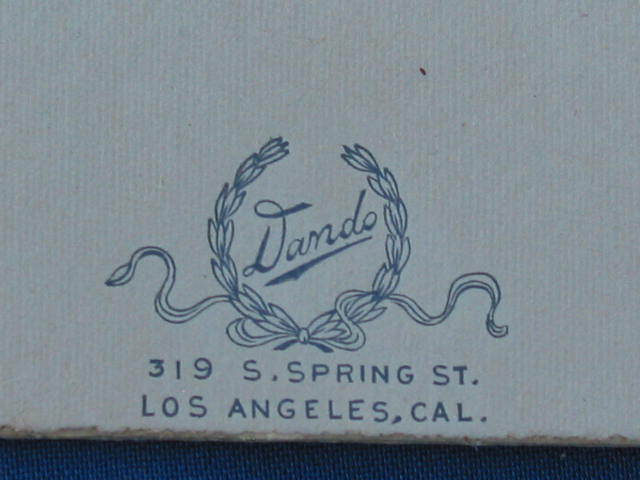 Dando
319 S. SPRING ST.
LOS ANGELES, CAL.